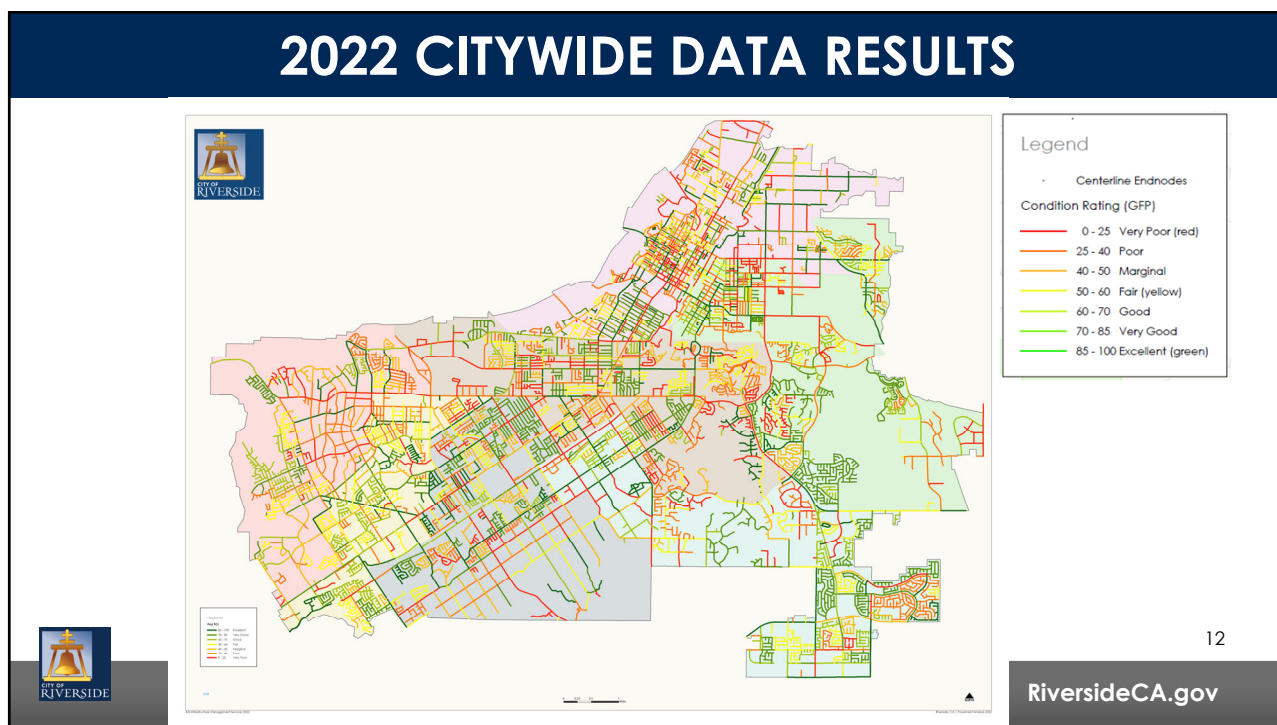 2022 CITYWIDE DATA RESULTS
CITY OF
RIVERSIDE
Legend
Centerline Endnodes
Condition Rating (GFP)
0 - 25 Very Poor (red)
25 - 40 Poor
40 - 50 Marginal
50 - 60 Fair (yellow)
60 - 70 Good
70 - 85 Very Good
85 - 100 Excellent (green)
CITY OF
RIVERSIDE
12
RiversideCA.gov